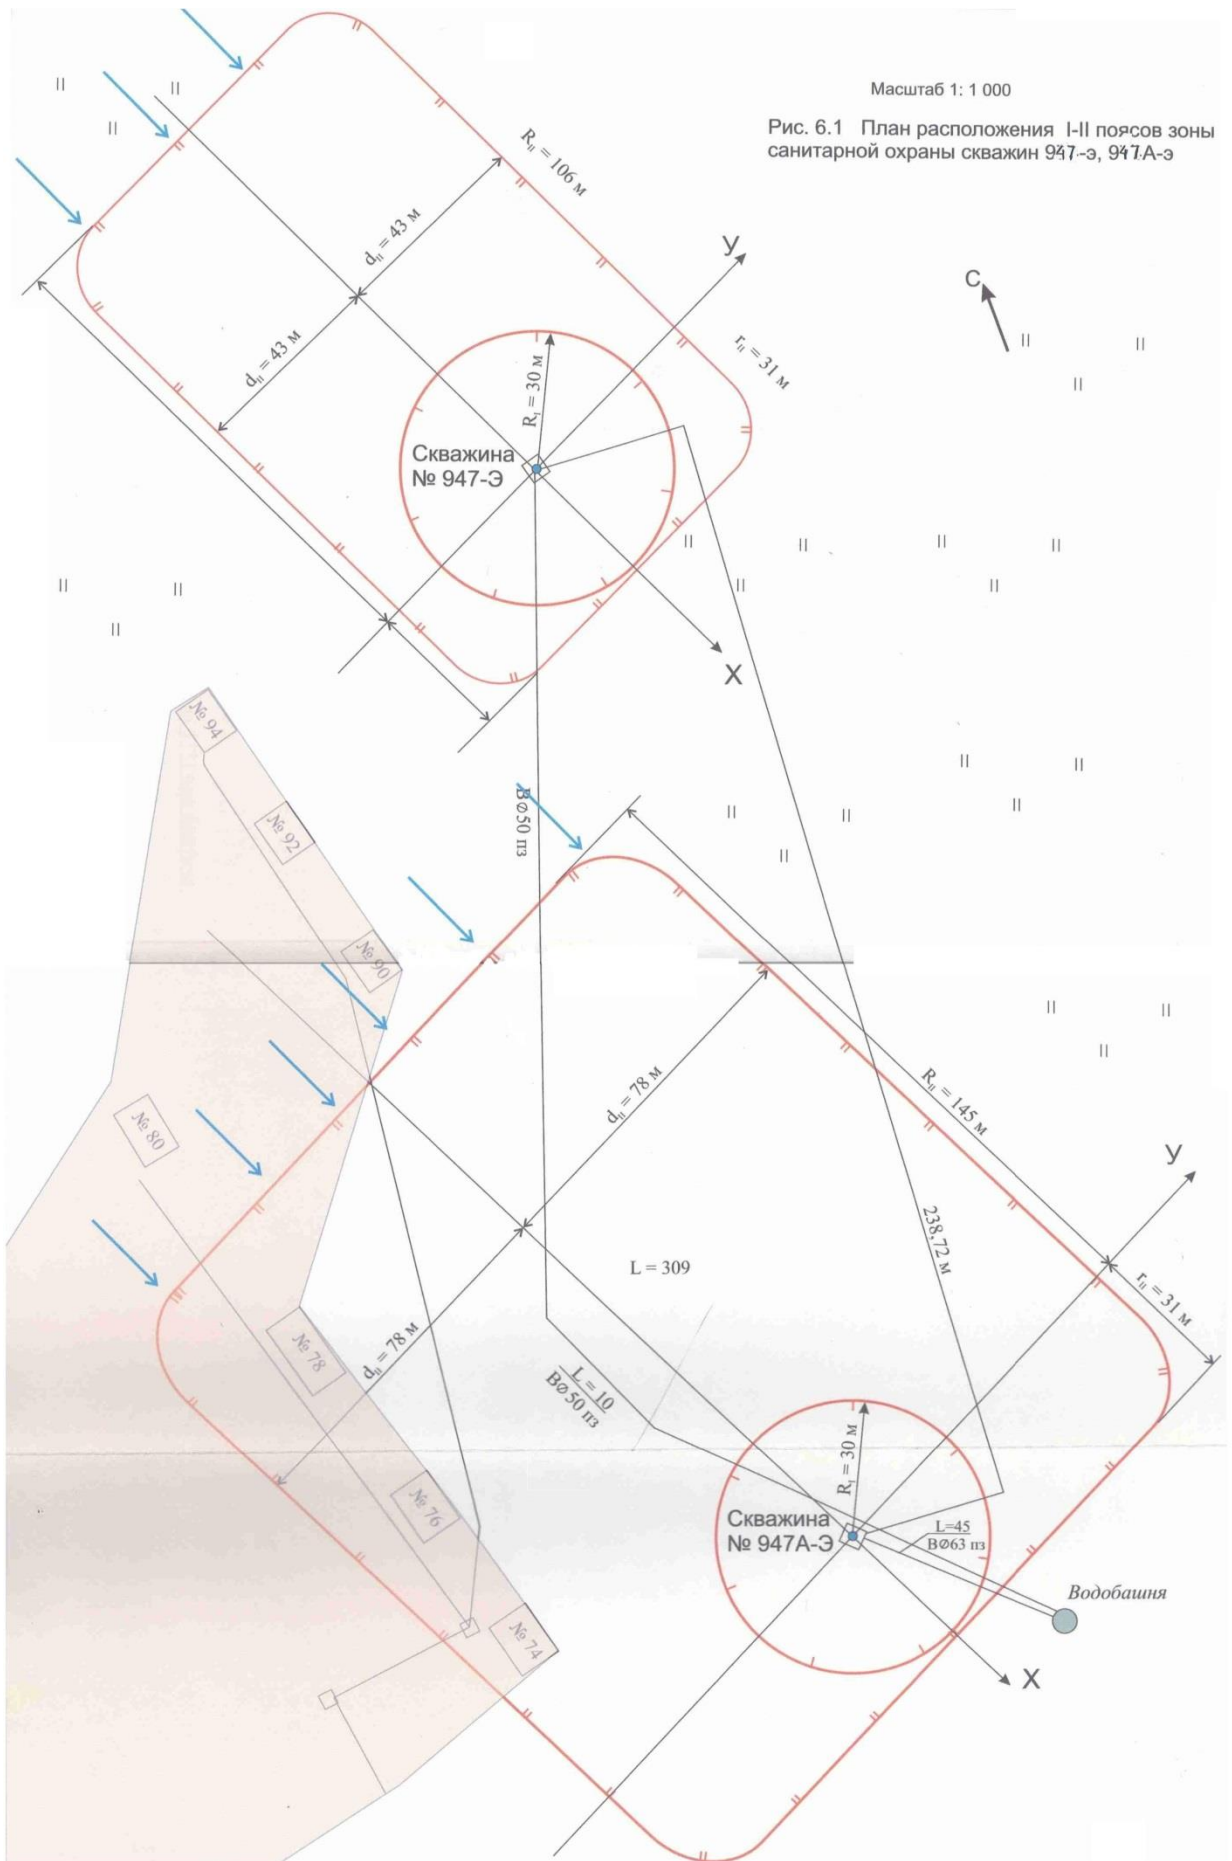 Масштаб 1: 1 000
Рис. 6.1 План расположения I-II поясов зоны
санитарной охраны скважин 947-э, 947А-э
R_II = 106 м
d_II = 43 м
У
С
d_II = 43 м
r_II = 31 м
R_I = 30 м
Скважина
№ 947-Э
Х
№ 94
ВØ50 пз
№ 92
№ 90
R_II = 145 м
d_II = 78 м
№ 80
У
238,72 м
L = 309
r_II = 31 м
№ 78
d_II = 78 м
L = 10
ВØ50 пз
R_I = 30 м
№ 76
Скважина
№ 947А-Э
L=45
ВØ63 пз
Водобашня
№ 74
Х